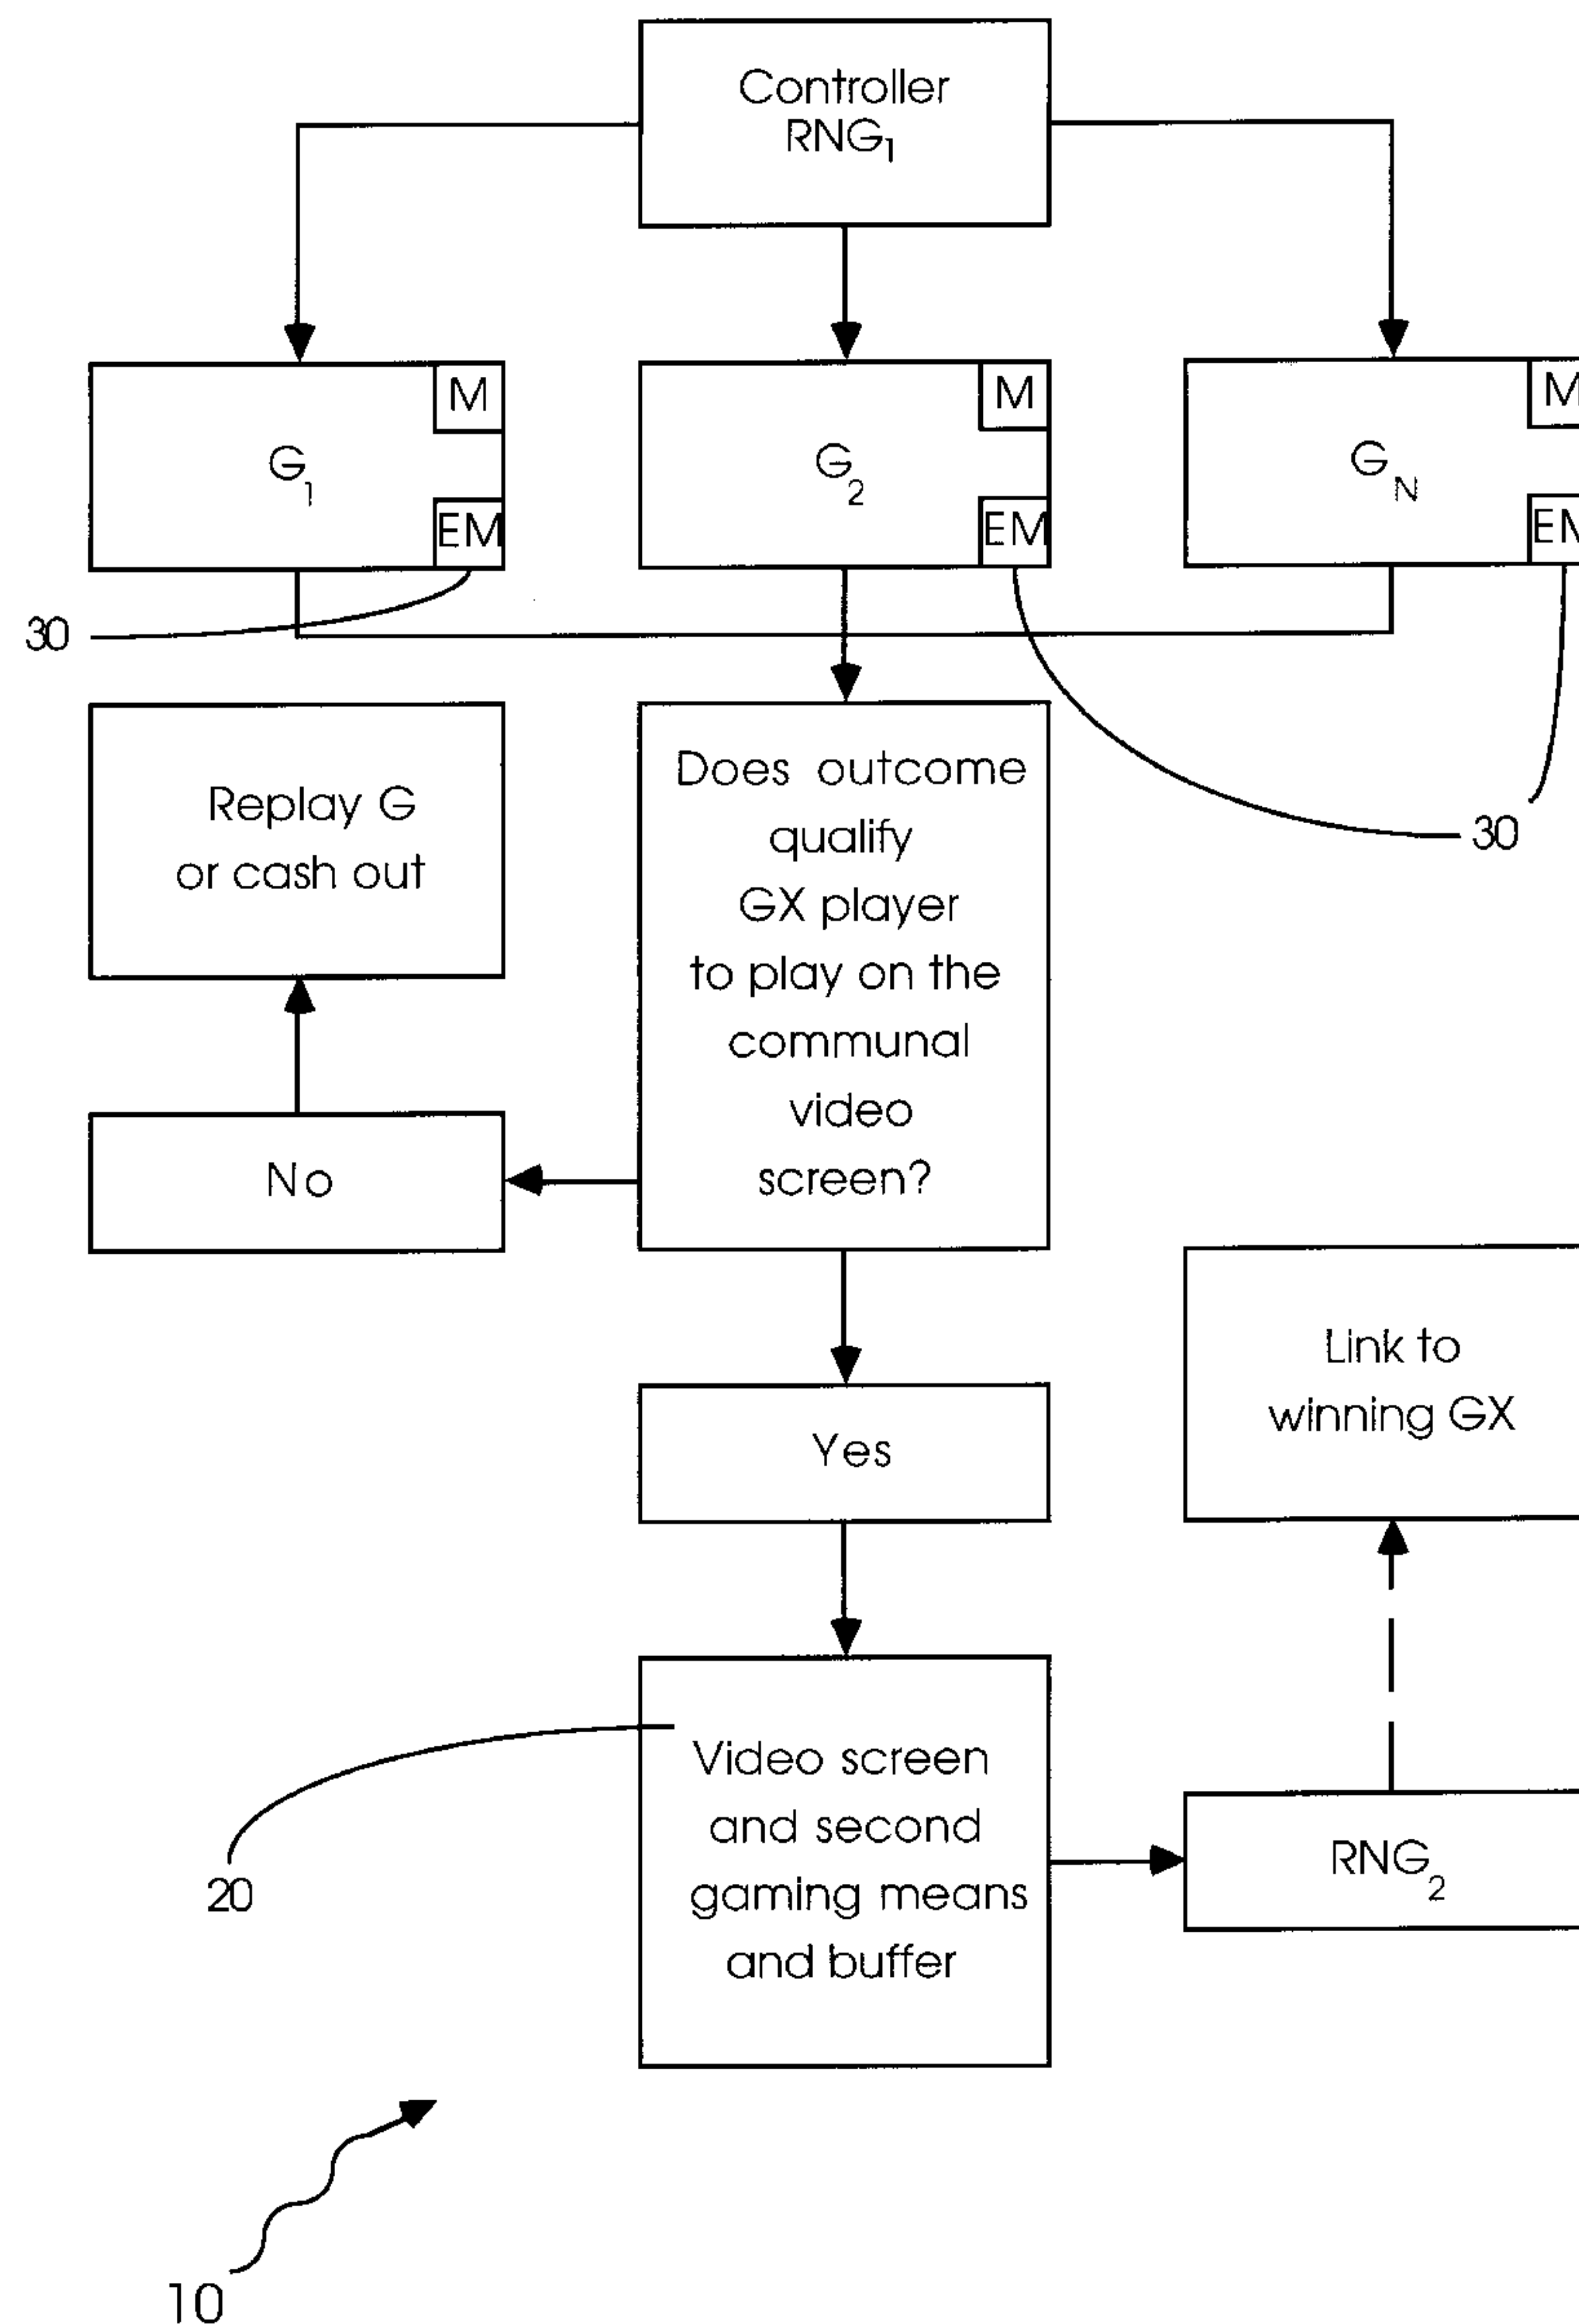 Controller
RNG₁
M
M
M
G₁
G₂
G_N
EM
EM
EM
30
Replay G
or cash out
Does outcome
qualify
GX player
to play on the
communal
video
screen?
30
No
Link to
winning GX
Yes
Video screen
and second
gaming means
and buffer
RNG₂
20
10